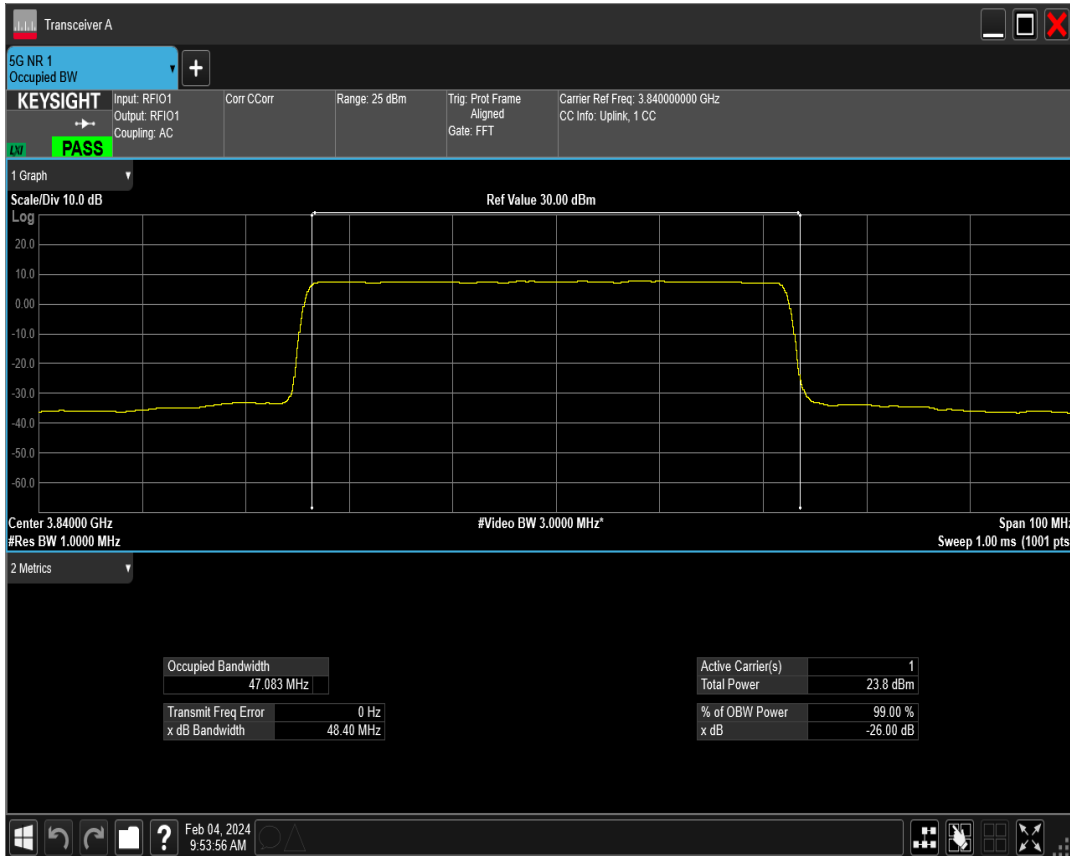 Transceiver A
5G NR 1
Occupied BW
+
KEYSIGHT
LXI
PASS
Input: RFIO1
Output: RFIO1
Coupling: AC
Corr CCorr
Range: 25 dBm
Trig: Prot Frame
Aligned
Gate: FFT
Carrier Ref Freq: 3.840000000 GHz
CC Info: Uplink, 1 CC
1 Graph
Scale/Div 10.0 dB
Ref Value 30.00 dBm
Log
20.0
10.0
0.00
-10.0
-20.0
-30.0
-40.0
-50.0
-60.0
Center 3.84000 GHz
#Video BW 3.0000 MHz*
Span 100 MHz
#Res BW 1.0000 MHz
Sweep 1.00 ms (1001 pts
2 Metrics
Occupied Bandwidth
47.083 MHz
Transmit Freq Error 0 Hz
x dB Bandwidth 48.40 MHz
Active Carrier(s) 1
Total Power 23.8 dBm
% of OBW Power 99.00 %
x dB -26.00 dB
?
Feb 04, 2024
9:53:56 AM